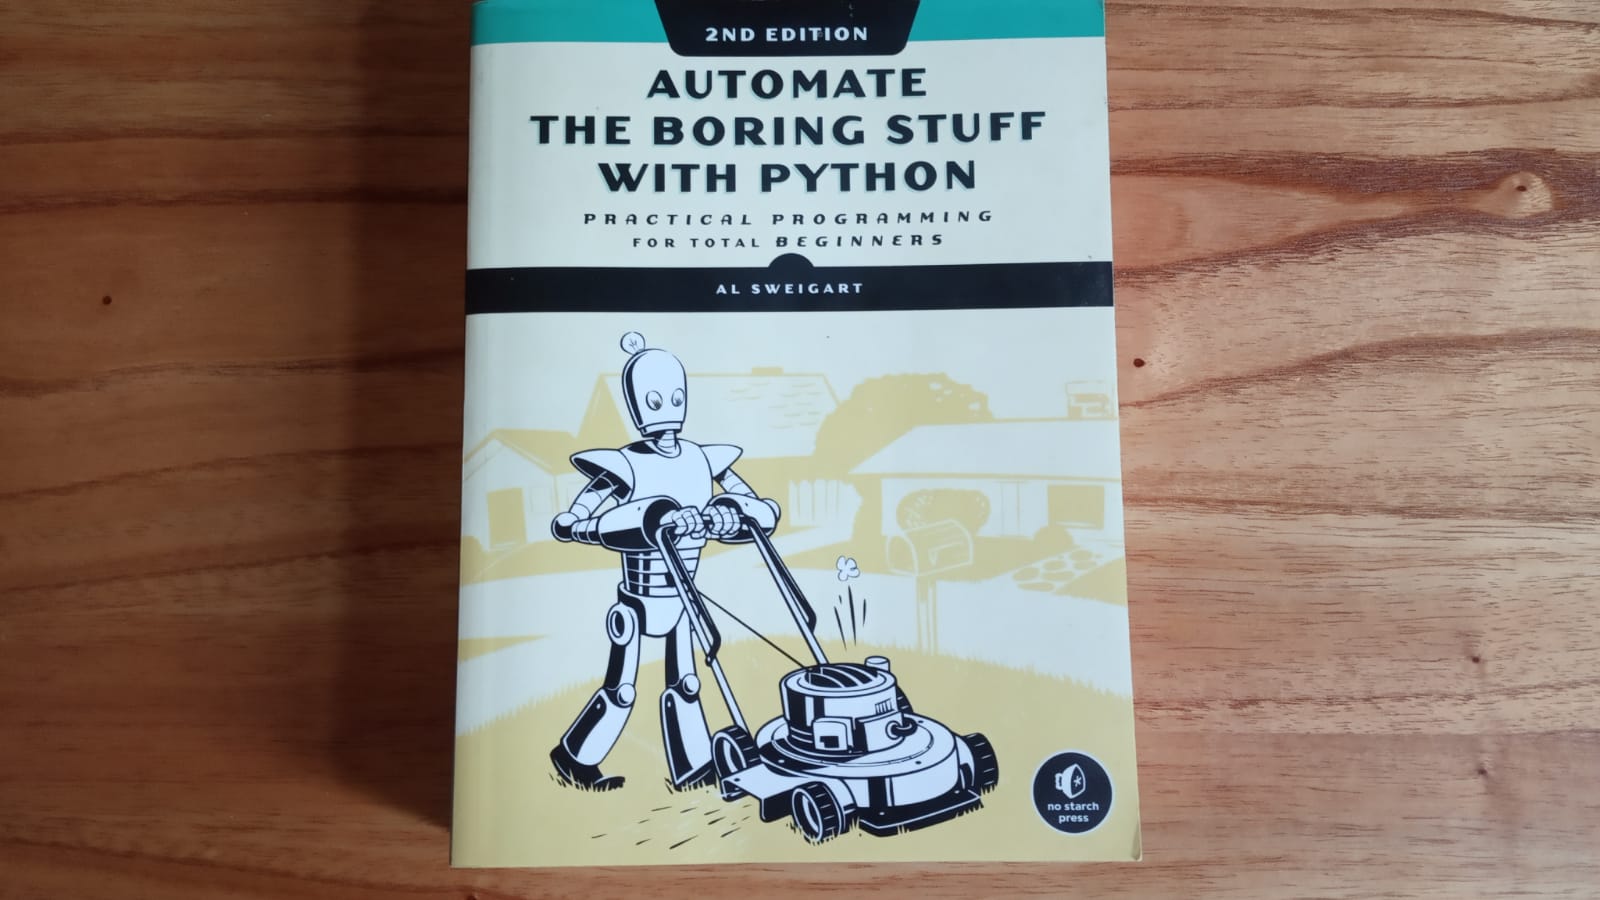 2ND EDITION
AUTOMATE
THE BORING STUFF
WITH PYTHON
PRACTICAL PROGRAMMING
FOR TOTAL BEGINNERS
AL SWEIGART
no starch
press